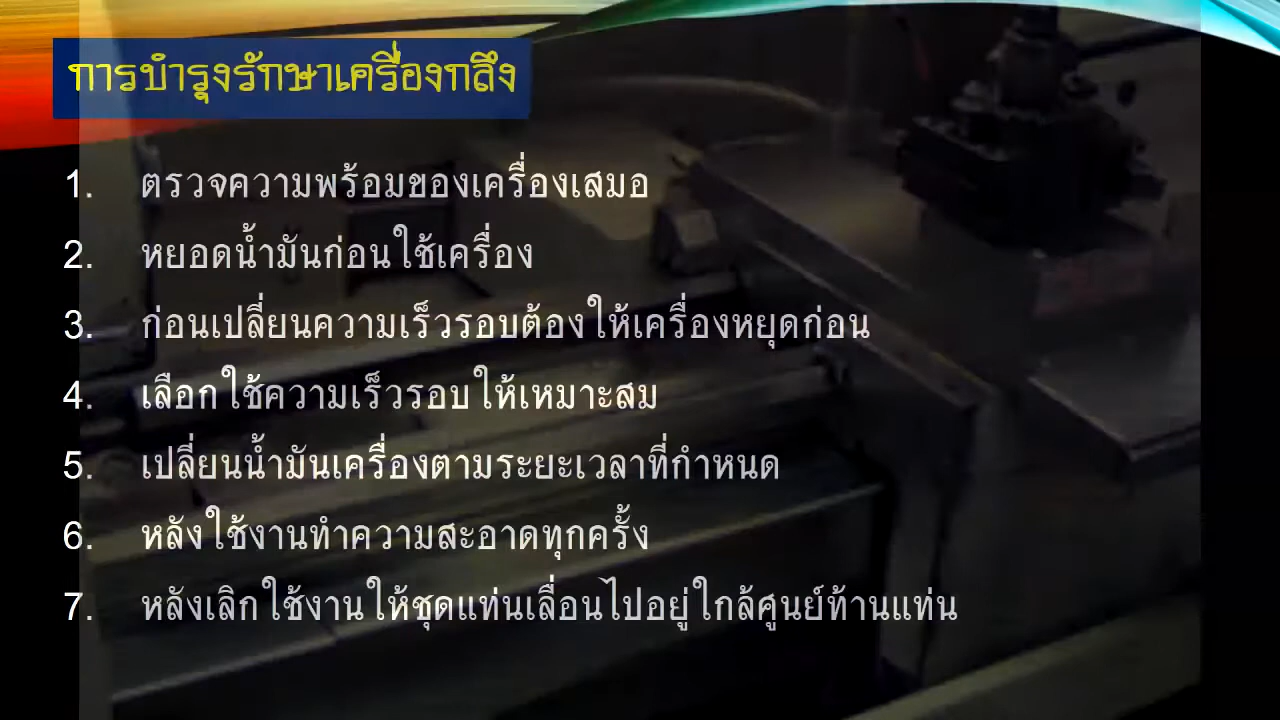 การบำรุงรักษาเครื่องกลึง
1. ตรวจความพร้อมของเครื่องเสมอ
2. หยอดน้ำมันก่อนใช้เครื่อง
3. ก่อนเปลี่ยนความเร็วรอบต้องให้เครื่องหยุดก่อน
4. เลือกใช้ความเร็วรอบให้เหมาะสม
5. เปลี่ยนน้ำมันเครื่องตามระยะเวลาที่กำหนด
6. หลังใช้งานทำความสะอาดทุกครั้ง
7. หลังเลิกใช้งานให้ชุดแท่นเลื่อนไปอยู่ใกล้ศูนย์ท้านแท่น